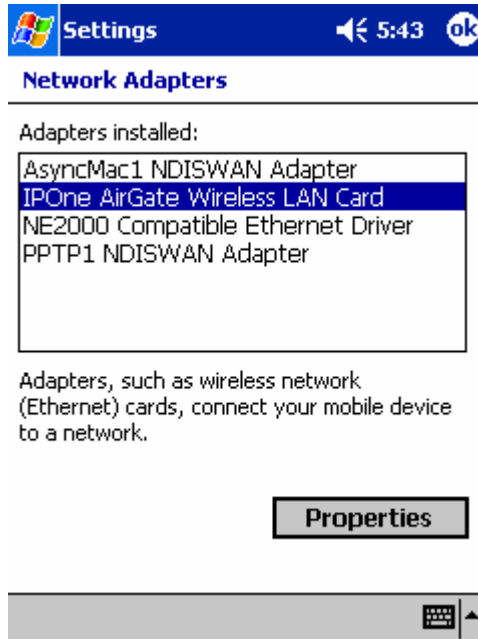 Settings 5:43 ok
Network Adapters
Adapters installed:
AsyncMac1 NDISWAN Adapter
IPOne AirGate Wireless LAN Card
NE2000 Compatible Ethernet Driver
PPTP1 NDISWAN Adapter
Adapters, such as wireless network
(Ethernet) cards, connect your mobile device
to a network.
Properties